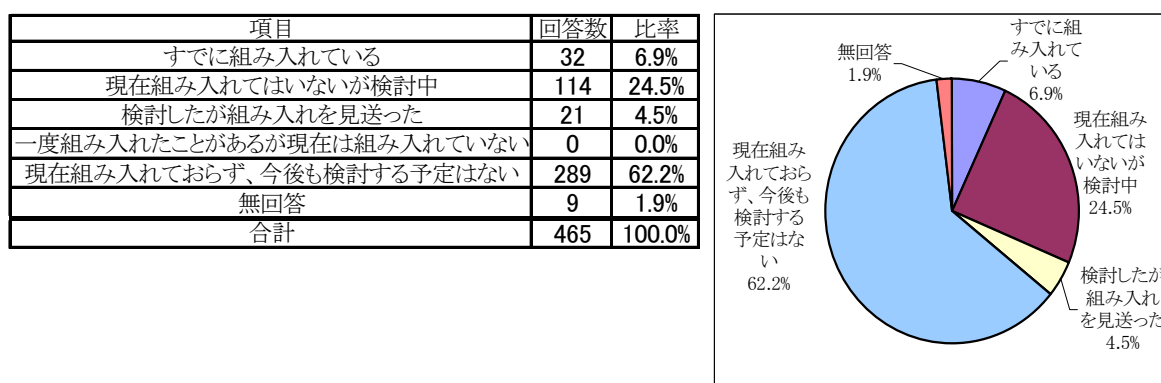 項目 回答数 比率
すでに組み入れている 32 6.9%
現在組み入れてはいないが検討中 114 24.5%
検討したが組み入れを見送った 21 4.5%
一度組み入れたことがあるが現在は組み入れていない 0 0.0%
現在組み入れておらず、今後も検討する予定はない 289 62.2%
無回答 9 1.9%
合計 465 100.0%
すでに組
み入れて
いる
6.9%
現在組み
入れては
いないが
検討中
24.5%
検討したが
組み入れ
を見送った
4.5%
現在組み
入れておら
ず、今後も
検討する
予定はな
い
62.2%
無回答
1.9%